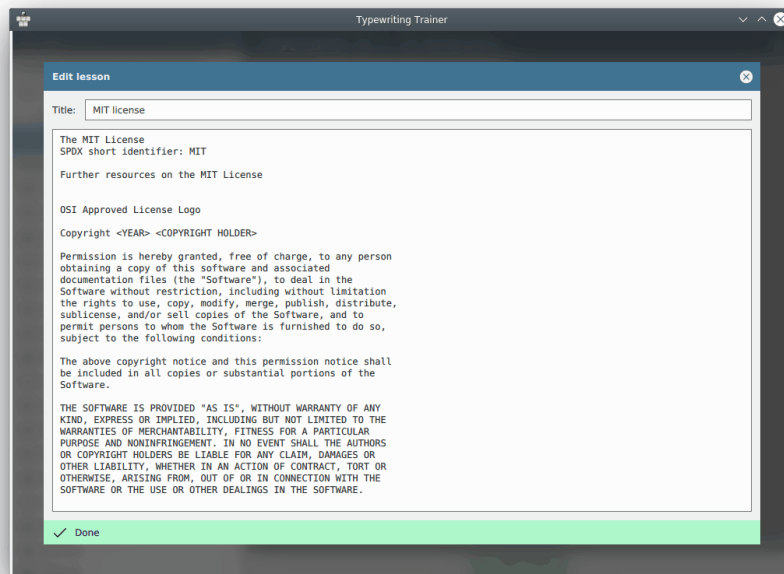 Typewriting Trainer
Edit lesson
Title: MIT license
The MIT License
SPDX short identifier: MIT
Further resources on the MIT License
OSI Approved License Logo
Copyright <YEAR> <COPYRIGHT HOLDER>
Permission is hereby granted, free of charge, to any person
obtaining a copy of this software and associated
documentation files (the "Software"), to deal in the
Software without restriction, including without limitation
the rights to use, copy, modify, merge, publish, distribute,
sublicense, and/or sell copies of the Software, and to
permit persons to whom the Software is furnished to do so,
subject to the following conditions:
The above copyright notice and this permission notice shall
be included in all copies or substantial portions of the
Software.
THE SOFTWARE IS PROVIDED "AS IS", WITHOUT WARRANTY OF ANY
KIND, EXPRESS OR IMPLIED, INCLUDING BUT NOT LIMITED TO THE
WARRANTIES OF MERCHANTABILITY, FITNESS FOR A PARTICULAR
PURPOSE AND NONINFRINGEMENT. IN NO EVENT SHALL THE AUTHORS
OR COPYRIGHT HOLDERS BE LIABLE FOR ANY CLAIM, DAMAGES OR
OTHER LIABILITY, WHETHER IN AN ACTION OF CONTRACT, TORT OR
OTHERWISE, ARISING FROM, OUT OF OR IN CONNECTION WITH THE
SOFTWARE OR THE USE OR OTHER DEALINGS IN THE SOFTWARE.
Done